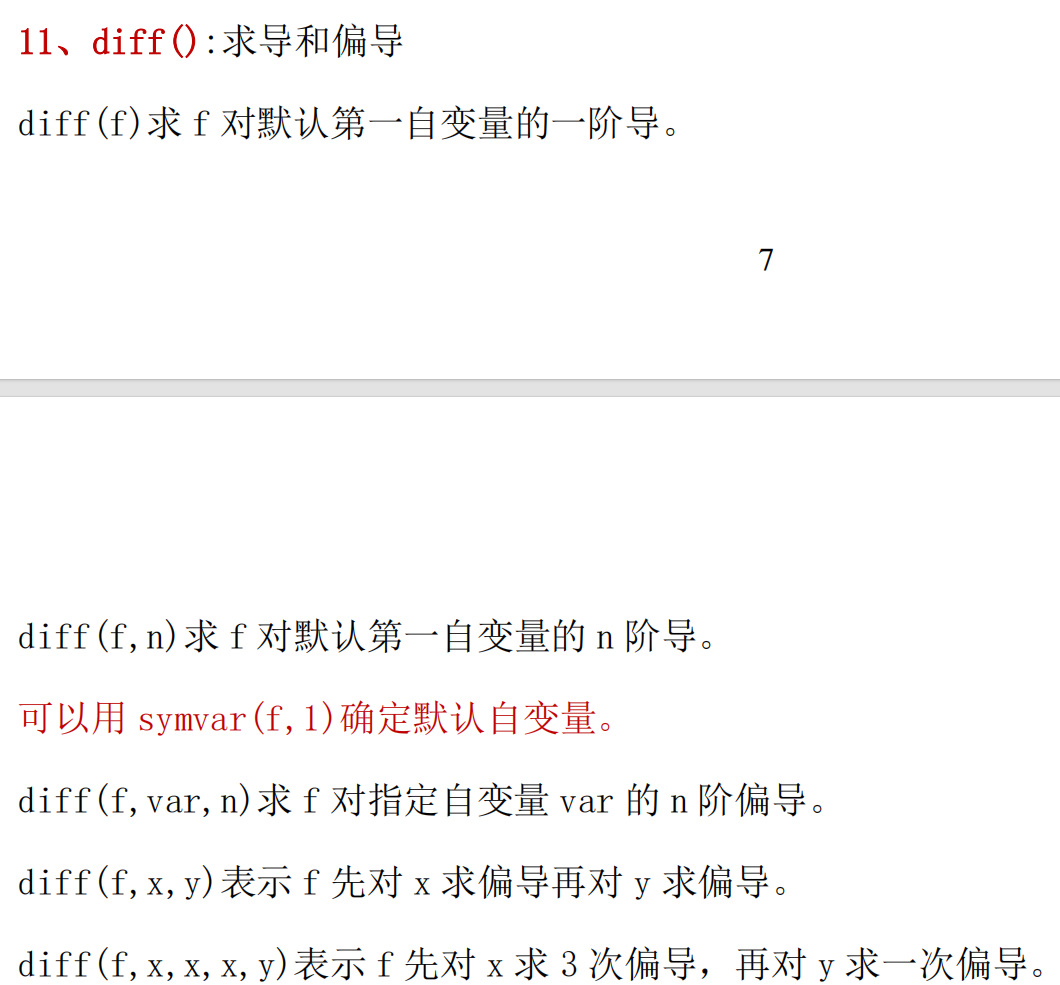 11、diff():求导和偏导
diff(f)求 f 对默认第一自变量的一阶导。
7
diff(f,n)求 f 对默认第一自变量的 n 阶导。
可以用 symvar(f,1)确定默认自变量。
diff(f,var,n)求 f 对指定自变量 var 的 n 阶偏导。
diff(f,x,y)表示 f 先对 x 求偏导再对 y 求偏导。
diff(f,x,x,x,y)表示 f 先对 x 求 3 次偏导，再对 y 求一次偏导。